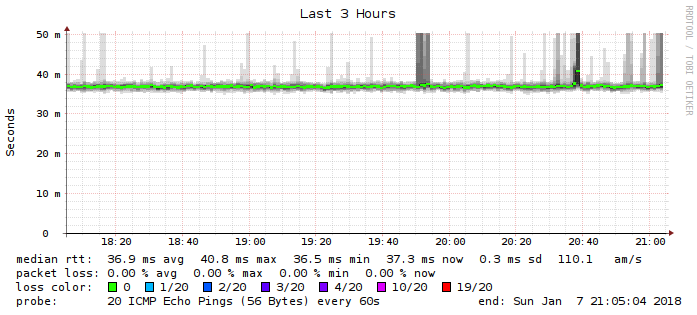 Last 3 Hours
RRDTOOL / TOBI OETIKER
Seconds
50 m
40 m
30 m
20 m
10 m
0
18:20 18:40 19:00 19:20 19:40 20:00 20:20 20:40 21:00
median rtt: 36.9 ms avg 40.8 ms max 36.5 ms min 37.3 ms now 0.3 ms sd 110.1 am/s
packet loss: 0.00 % avg 0.00 % max 0.00 % min 0.00 % now
loss color: 0 1/20 2/20 3/20 4/20 10/20 19/20
probe: 20 ICMP Echo Pings (56 Bytes) every 60s end: Sun Jan 7 21:05:04 2018